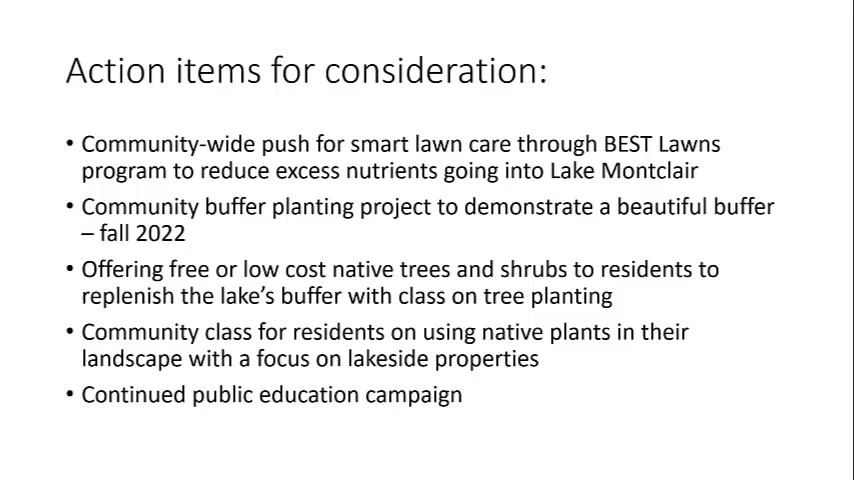 Action items for consideration:
• Community-wide push for smart lawn care through BEST Lawns
program to reduce excess nutrients going into Lake Montclair
• Community buffer planting project to demonstrate a beautiful buffer
– fall 2022
• Offering free or low cost native trees and shrubs to residents to
replenish the lake's buffer with class on tree planting
• Community class for residents on using native plants in their
landscape with a focus on lakeside properties
• Continued public education campaign